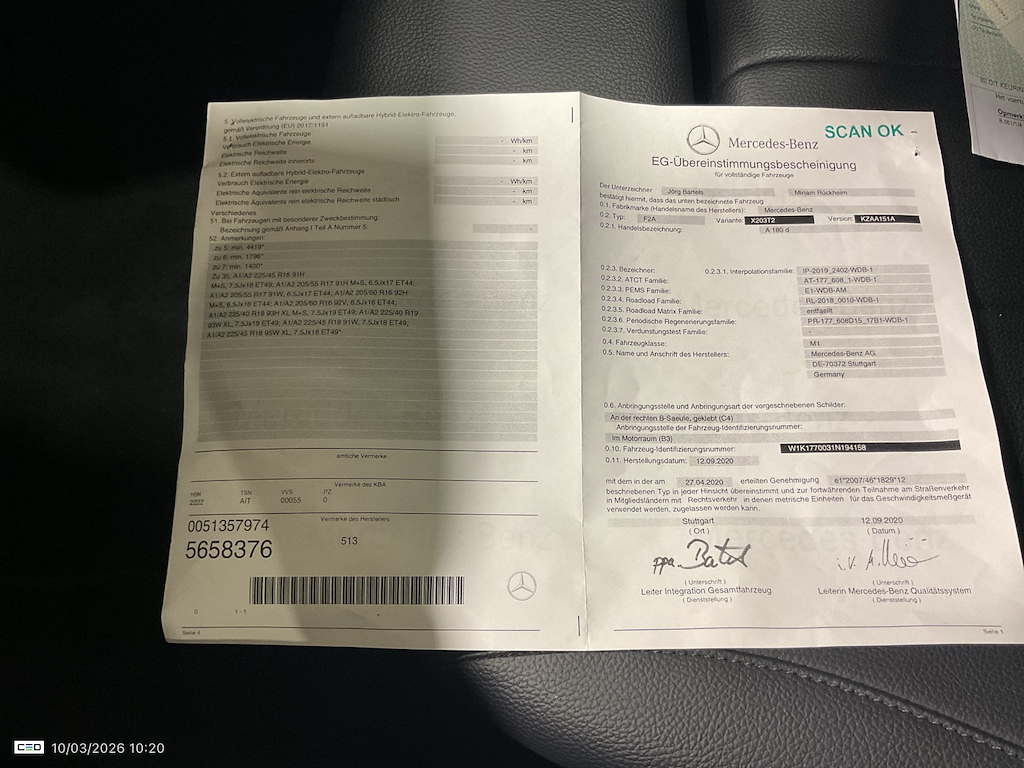 5. Vollelektrische Fahrzeuge und extern aufladbare Hybrid-Elektro-Fahrzeuge,
gemäß Verordnung (EU) 2017/1151
5.1. Vollelektrische Fahrzeuge
Verbrauch Elektrische Energie - Wh/km
Elektrische Reichweite - km
Elektrische Reichweite innerorts - km
5.2. Extern aufladbare Hybrid-Elektro-Fahrzeuge
Verbrauch Elektrische Energie - Wh/km
Elektrische Äquivalente rein elektrische Reichweite - km
Elektrische Äquivalente rein elektrische Reichweite städtisch - km
Verschiedenes
51. Bei Fahrzeugen mit besonderer Zweckbestimmung:
Bezeichnung gemäß Anhang I Teil A Nummer 5: -
52. Anmerkungen:
zu 5: min. 4419*
zu 6: min. 1796*
zu 7: min. 1400*
Zu 35: A1/A2 225/45 R18 91H
M+S, 7.5Jx18 ET49; A1/A2 205/55 R17 91H M+S, 6.5Jx17 ET44;
A1/A2 205/55 R17 91W, 6.5Jx17 ET44; A1/A2 205/60 R16 92H
M+S, 6.5Jx16 ET44; A1/A2 205/60 R16 92V, 6.5Jx16 ET44;
A1/A2 225/40 R19 93H XL M+S, 7.5Jx19 ET49; A1/A2 225/40 R19
93W XL, 7.5Jx19 ET49; A1/A2 225/45 R18 91W, 7.5Jx18 ET49;
A1/A2 225/45 R18 95W XL, 7.5Jx18 ET49*
amtliche Vermerke
Vermerke des KBA
HSN TSN VVS PZ
2222 AIT 00055 0
0051357974 Vermerke des Herstellers
5658376 513
0 1 - 1 -
Seite 4
SCAN OK
Mercedes-Benz
EG-Übereinstimmungsbescheinigung
für vollständige Fahrzeuge
Der Unterzeichner Jörg Bartels Miriam Rückheim
bestätigt hiermit, dass das unten bezeichnete Fahrzeug
0.1. Fabrikmarke (Handelsname des Herstellers): Mercedes-Benz
0.2. Typ: F2A Variante: X203T2 Version: KZAA151A
0.2.1. Handelsbezeichnung: A 180 d
0.2.3. Bezeichner: 0.2.3.1. Interpolationsfamilie: IP-2019_2402-WDB-1
0.2.3.2. ATCT Familie: AT-177_608_1-WDB-1
0.2.3.3. PEMS Familie: E1-WDB-AM
0.2.3.4. Roadload Familie: RL-2018_0010-WDB-1
0.2.3.5. Roadload Matrix Familie: entfaellt
0.2.3.6. Periodische Regenerierfamilie: PR-177_608D15_17B1-WDB-1
0.2.3.7. Verdunstungstest Familie: -
0.4. Fahrzeugklasse: M1
0.5. Name und Anschrift des Herstellers: Mercedes-Benz AG
DE-70372 Stuttgart
Germany
0.6. Anbringungsstelle und Anbringungsart der vorgeschriebenen Schilder:
An der rechten B-Saeule, geklebt (C4)
Anbringungsstelle der Fahrzeug-Identifizierungsnummer:
Im Motorraum (B3)
0.10. Fahrzeug-Identifizierungsnummer: W1K1770031N194158
0.11. Herstellungsdatum: 12.09.2020
mit dem in der am 27.04.2020 erteilten Genehmigung e1*2007/46*1829*12
beschriebenen Typ in jeder Hinsicht übereinstimmt und zur fortwährenden Teilnahme am Straßenverkehr
in Mitgliedsländern mit Rechtsverkehr in denen metrische Einheiten für das Geschwindigkeitsmeßgerät
verwendet werden, zugelassen werden kann.
Stuttgart 12.09.2020
( Ort ) ( Datum )
ppa.
( Unterschrift ) ( Unterschrift )
Leiter Integration Gesamtfahrzeug Leiterin Mercedes-Benz Qualitätssystem
( Dienststellung ) ( Dienststellung )
Seite 1
CEO 10/03/2026 10:20